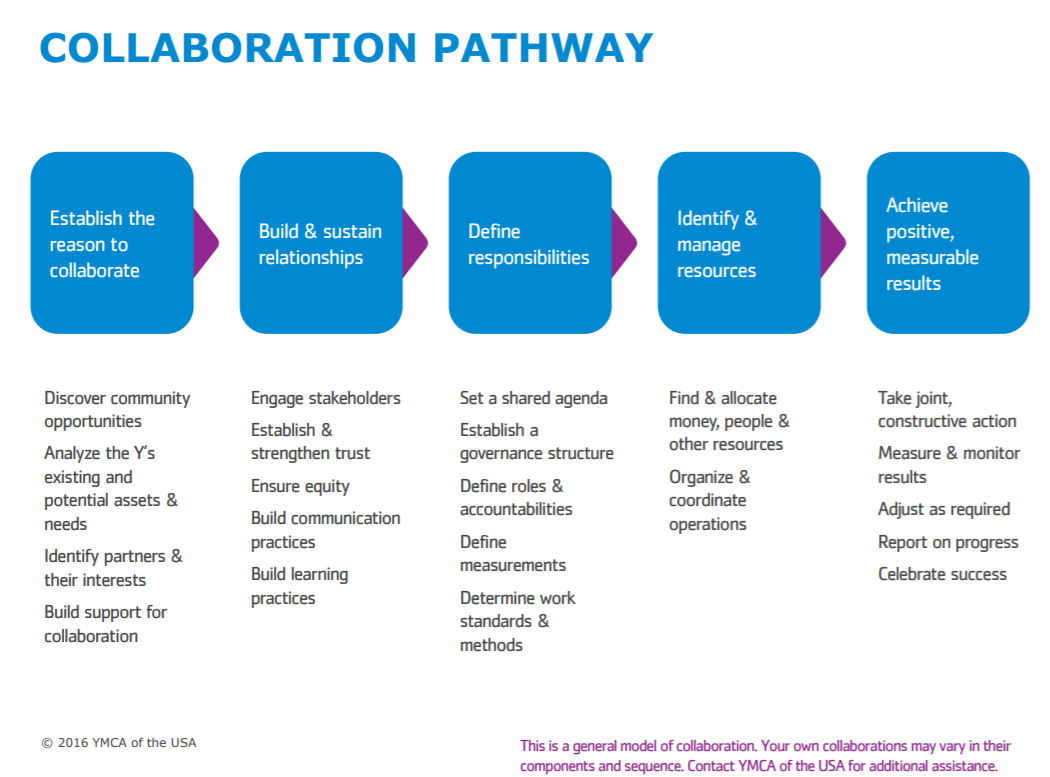 COLLABORATION PATHWAY
Establish the
reason to
collaborate
Build & sustain
relationships
Define
responsibilities
Identify &
manage
resources
Achieve
positive,
measurable
results
Discover community
opportunities
Analyze the Y's
existing and
potential assets &
needs
Identify partners &
their interests
Build support for
collaboration
Engage stakeholders
Establish &
strengthen trust
Ensure equity
Build communication
practices
Build learning
practices
Set a shared agenda
Establish a
governance structure
Define roles &
accountabilities
Define
measurements
Determine work
standards &
methods
Find & allocate
money, people &
other resources
Organize &
coordinate
operations
Take joint,
constructive action
Measure & monitor
results
Adjust as required
Report on progress
Celebrate success
© 2016 YMCA of the USA
This is a general model of collaboration. Your own collaborations may vary in their
components and sequence. Contact YMCA of the USA for additional assistance.